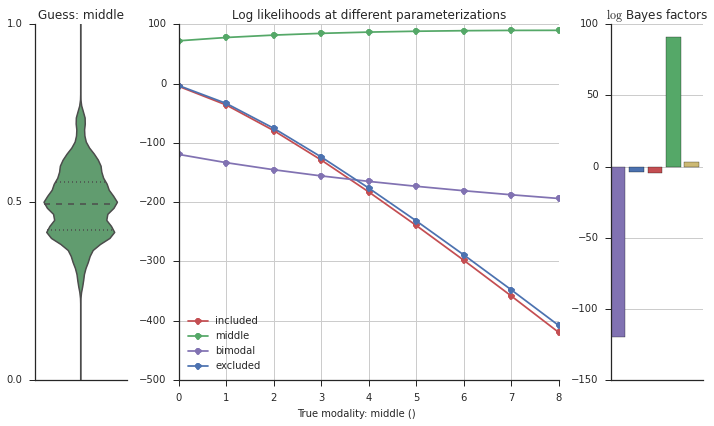 Guess: middle
1.0
0.5
0.0
Log likelihoods at different parameterizations
100
0
−100
−200
−300
−400
−500
included
middle
bimodal
excluded
0 1 2 3 4 5 6 7 8
True modality: middle ()
log Bayes factors
100
50
0
−50
−100
−150